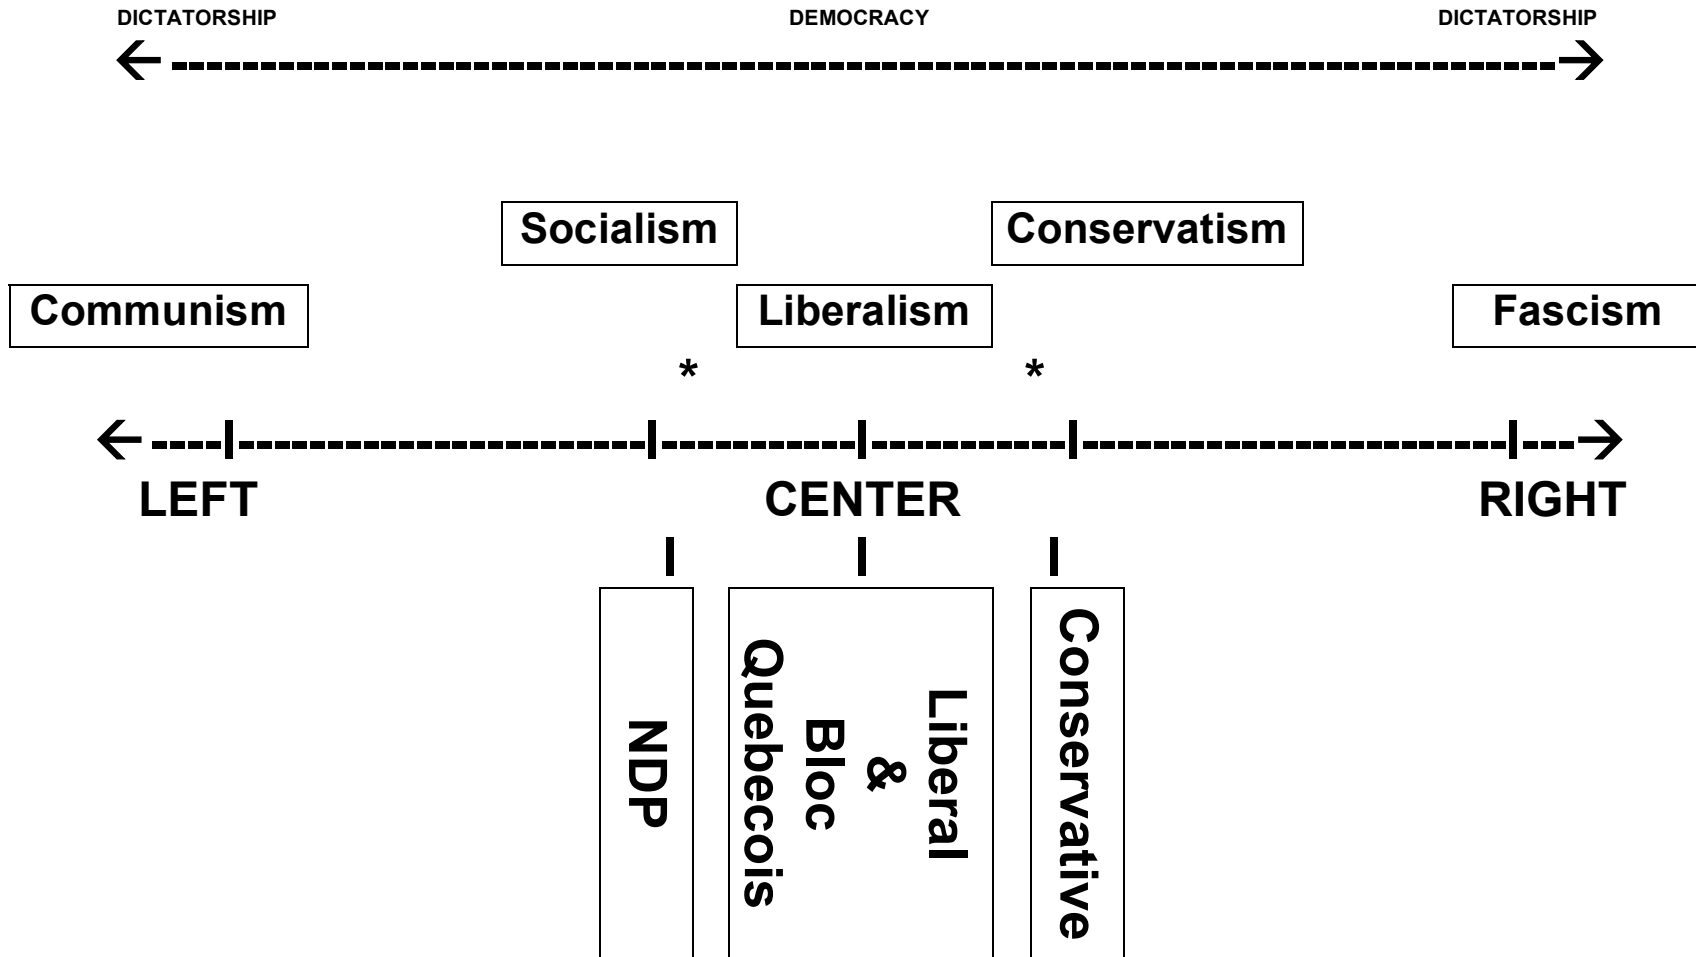 DICTATORSHIP DEMOCRACY DICTATORSHIP
Socialism Conservatism
Communism Liberalism Fascism
* *
LEFT CENTER RIGHT
NDP
Liberal
&
Bloc
Quebecois
Conservative